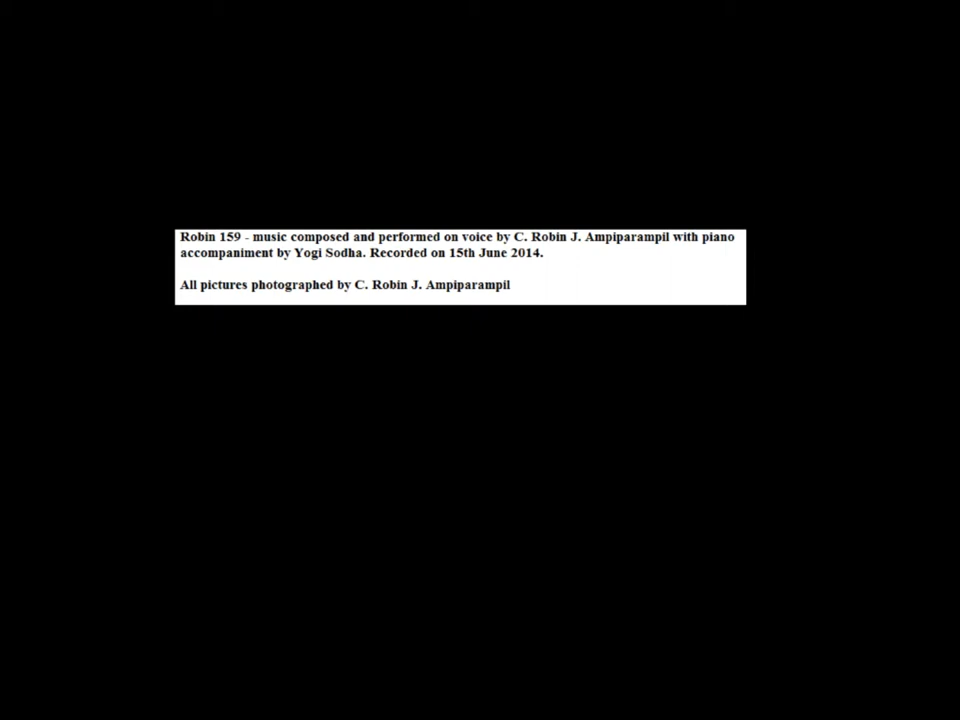 Robin 159 - music composed and performed on voice by C. Robin J. Ampiparampil with piano
accompaniment by Yogi Sodha. Recorded on 15th June 2014.
All pictures photographed by C. Robin J. Ampiparampil